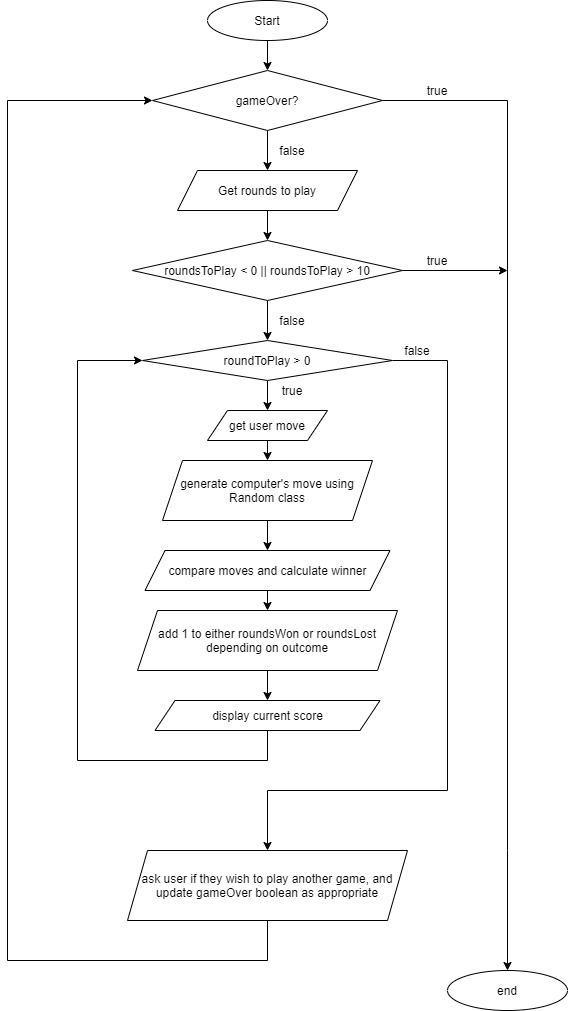 Start
gameOver?
true
false
Get rounds to play
roundsToPlay < 0 || roundsToPlay > 10
true
false
roundToPlay > 0
false
true
get user move
generate computer's move using
Random class
compare moves and calculate winner
add 1 to either roundsWon or roundsLost
depending on outcome
display current score
ask user if they wish to play another game, and
update gameOver boolean as appropriate
end